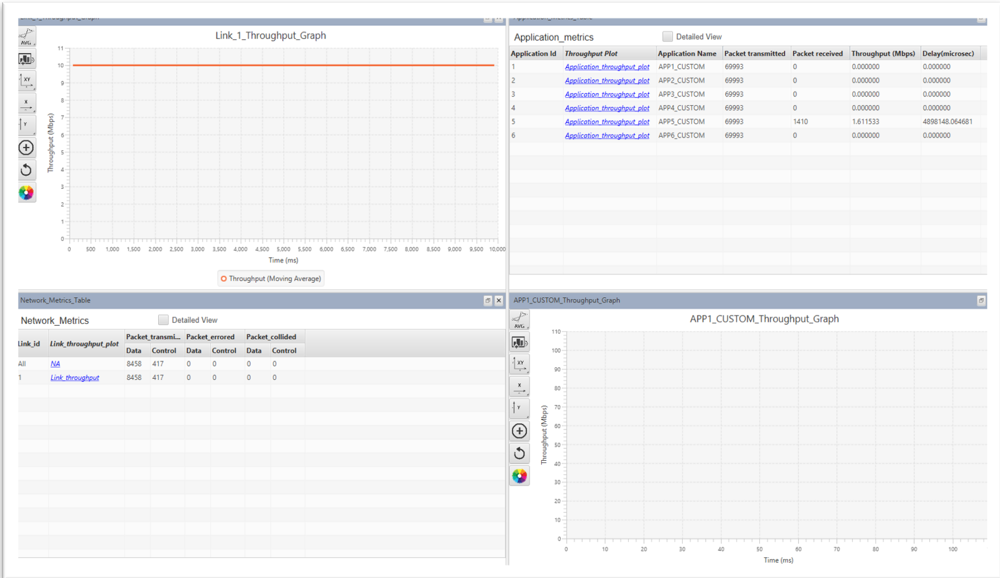 Link_1_Throughput_Graph
Link_1_Throughput_Graph
AVG
XY
X
Y
Throughput (Mbps)
11
10
9
8
7
6
5
4
3
2
1
0
0 500 1,000 1,500 2,000 2,500 3,000 3,500 4,000 4,500 5,000 5,500 6,000 6,500 7,000 7,500 8,000 8,500 9,000 9,500 10,000
Time (ms)
Throughput (Moving Average)
Application_Metrics_Table
Application_metrics Detailed View
Application Id Throughput Plot Application Name Packet transmitted Packet received Throughput (Mbps) Delay(microsec)
1 Application_throughput_plot APP1_CUSTOM 69993 0 0.000000 0.000000
2 Application_throughput_plot APP2_CUSTOM 69993 0 0.000000 0.000000
3 Application_throughput_plot APP3_CUSTOM 69993 0 0.000000 0.000000
4 Application_throughput_plot APP4_CUSTOM 69993 0 0.000000 0.000000
5 Application_throughput_plot APP5_CUSTOM 69993 1410 1.611533 4898148.064681
6 Application_throughput_plot APP6_CUSTOM 69993 0 0.000000 0.000000
Network_Metrics_Table
Network_Metrics Detailed View
Link_id Link_throughput_plot Packet_transmi... Packet_errored Packet_collided
Data Control Data Control Data Control
All NA 8458 417 0 0 0 0
1 Link_throughput 8458 417 0 0 0 0
APP1_CUSTOM_Throughput_Graph
APP1_CUSTOM_Throughput_Graph
AVG
XY
X
Y
Throughput (Mbps)
110
100
90
80
70
60
50
40
30
20
10
0
0 10 20 30 40 50 60 70 80 90 100
Time (ms)